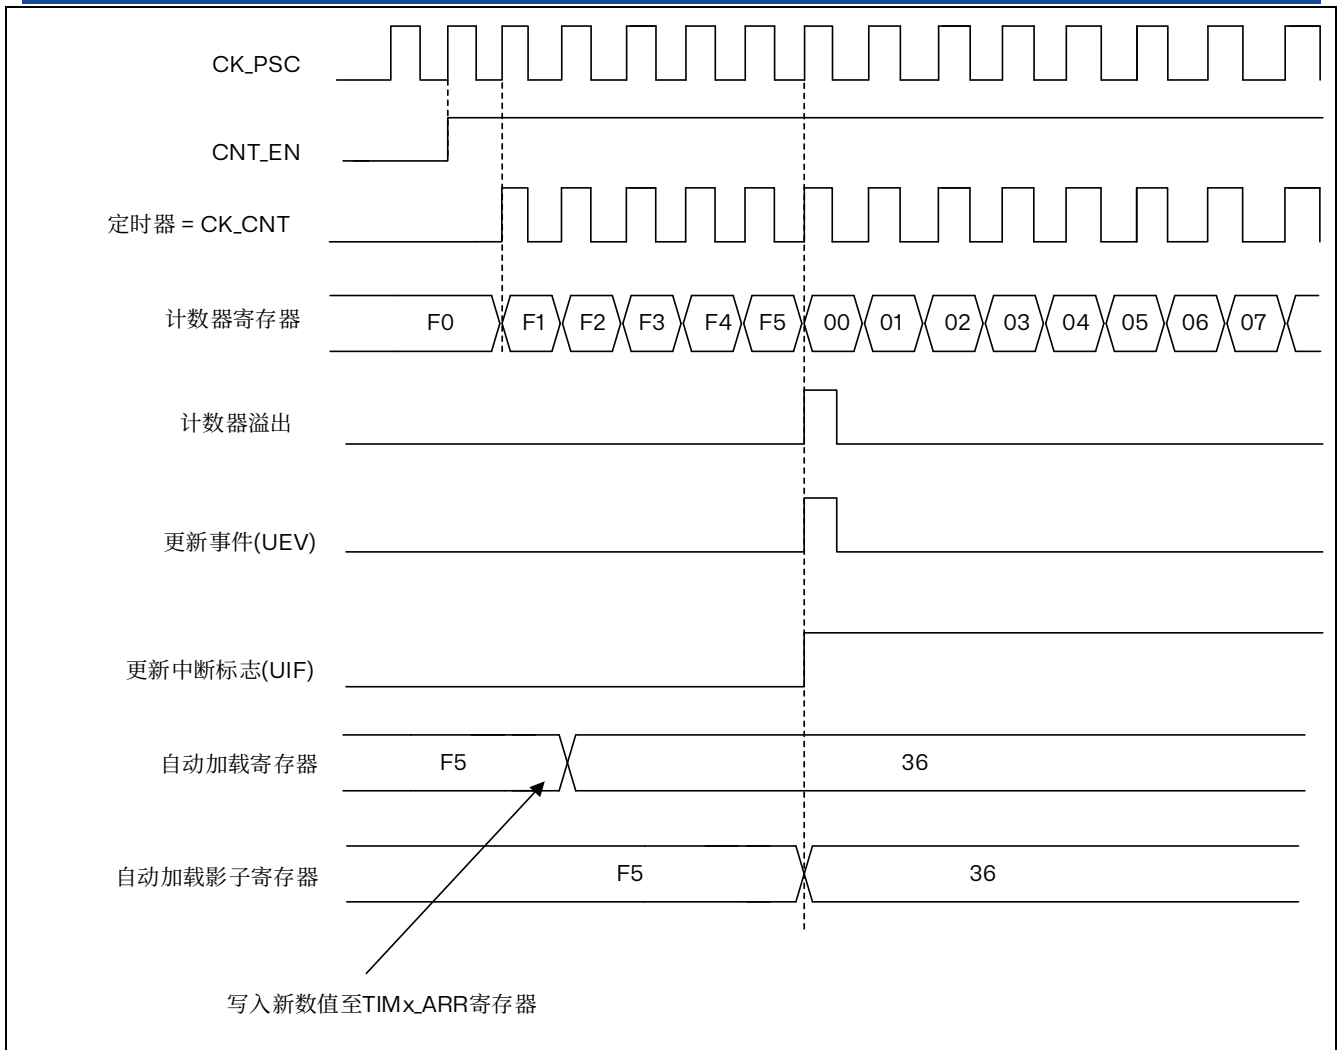 CK_PSC
CNT_EN
定时器 = CK_CNT
计数器寄存器
F0 F1 F2 F3 F4 F5 00 01 02 03 04 05 06 07
计数器溢出
更新事件(UEV)
更新中断标志(UIF)
自动加载寄存器
F5 36
自动加载影子寄存器
F5 36
写入新数值至TIMx_ARR寄存器